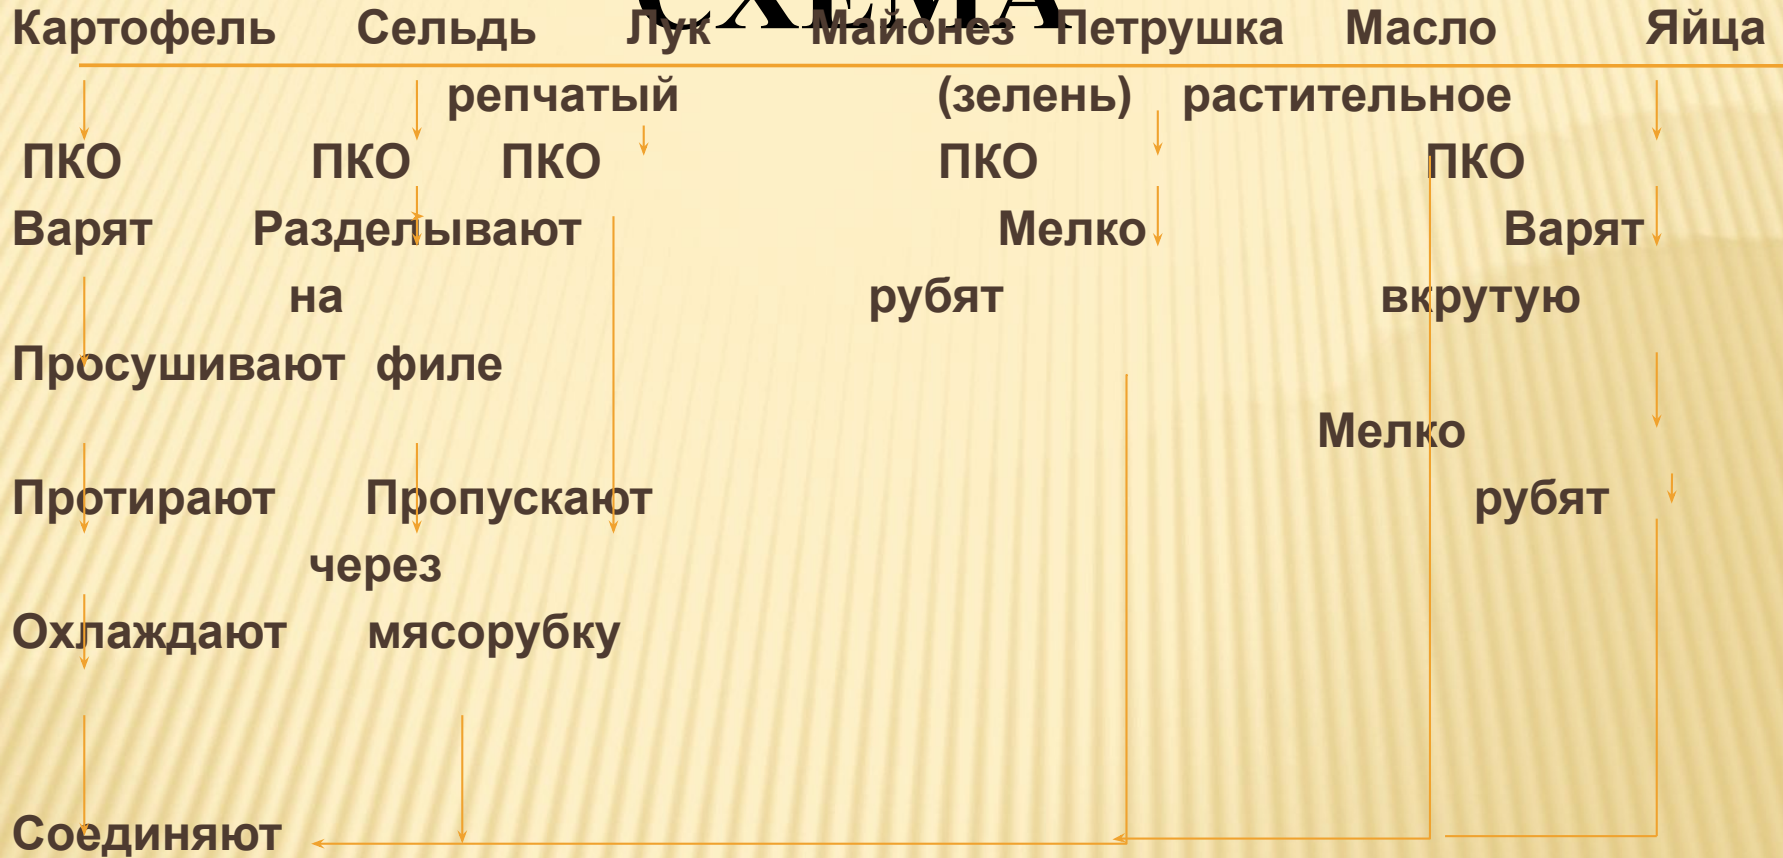 СХЕМА
Картофель Сельдь Лук Майонез Петрушка Масло Яйца
репчатый (зелень) растительное
ПКО ПКО ПКО ПКО ПКО
Варят Разделывают Мелко Варят
на рубят вкрутую
Просушивают филе
Мелко
Протирают Пропускают рубят
через
Охлаждают мясорубку
Соединяют